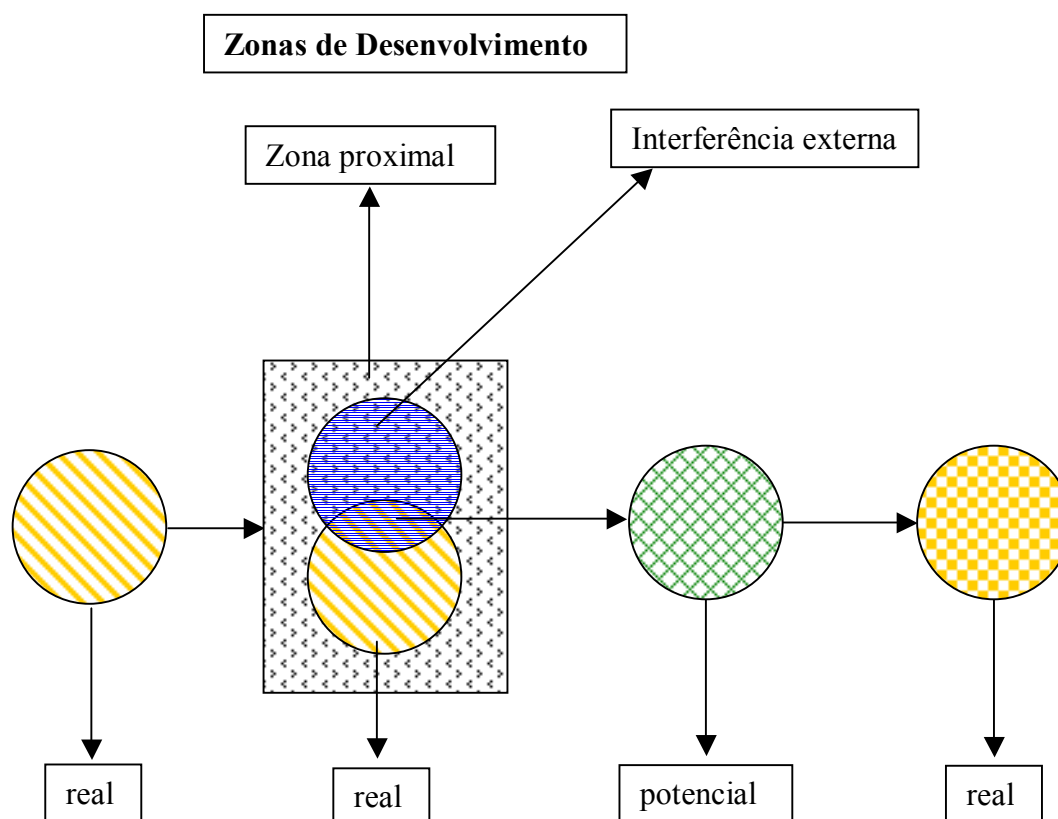 Zonas de Desenvolvimento
Interferência externa
Zona proximal
real
real
potencial
real